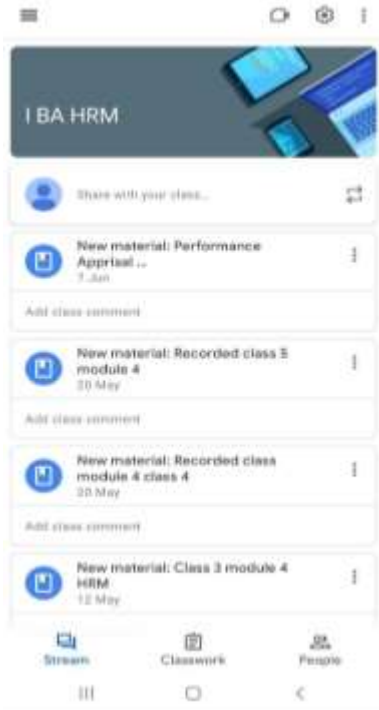 I BA HRM
Share with your class...
New material: Performance
Apprisal ...
7 Jun
Add class comment
New material: Recorded class 5
module 4
20 May
Add class comment
New material: Recorded class
module 4 class 4
20 May
Add class comment
New material: Class 3 module 4
HRM
12 May
Stream
Classwork
People